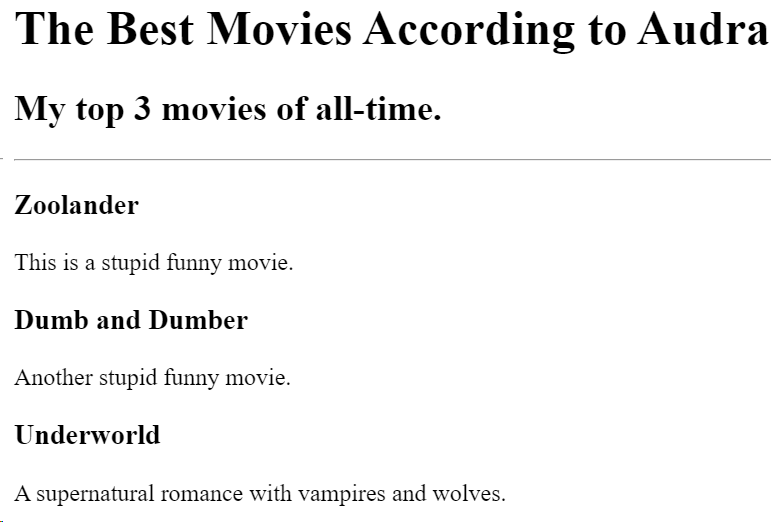 The Best Movies According to Audra
My top 3 movies of all-time.
Zoolander
This is a stupid funny movie.
Dumb and Dumber
Another stupid funny movie.
Underworld
A supernatural romance with vampires and wolves.